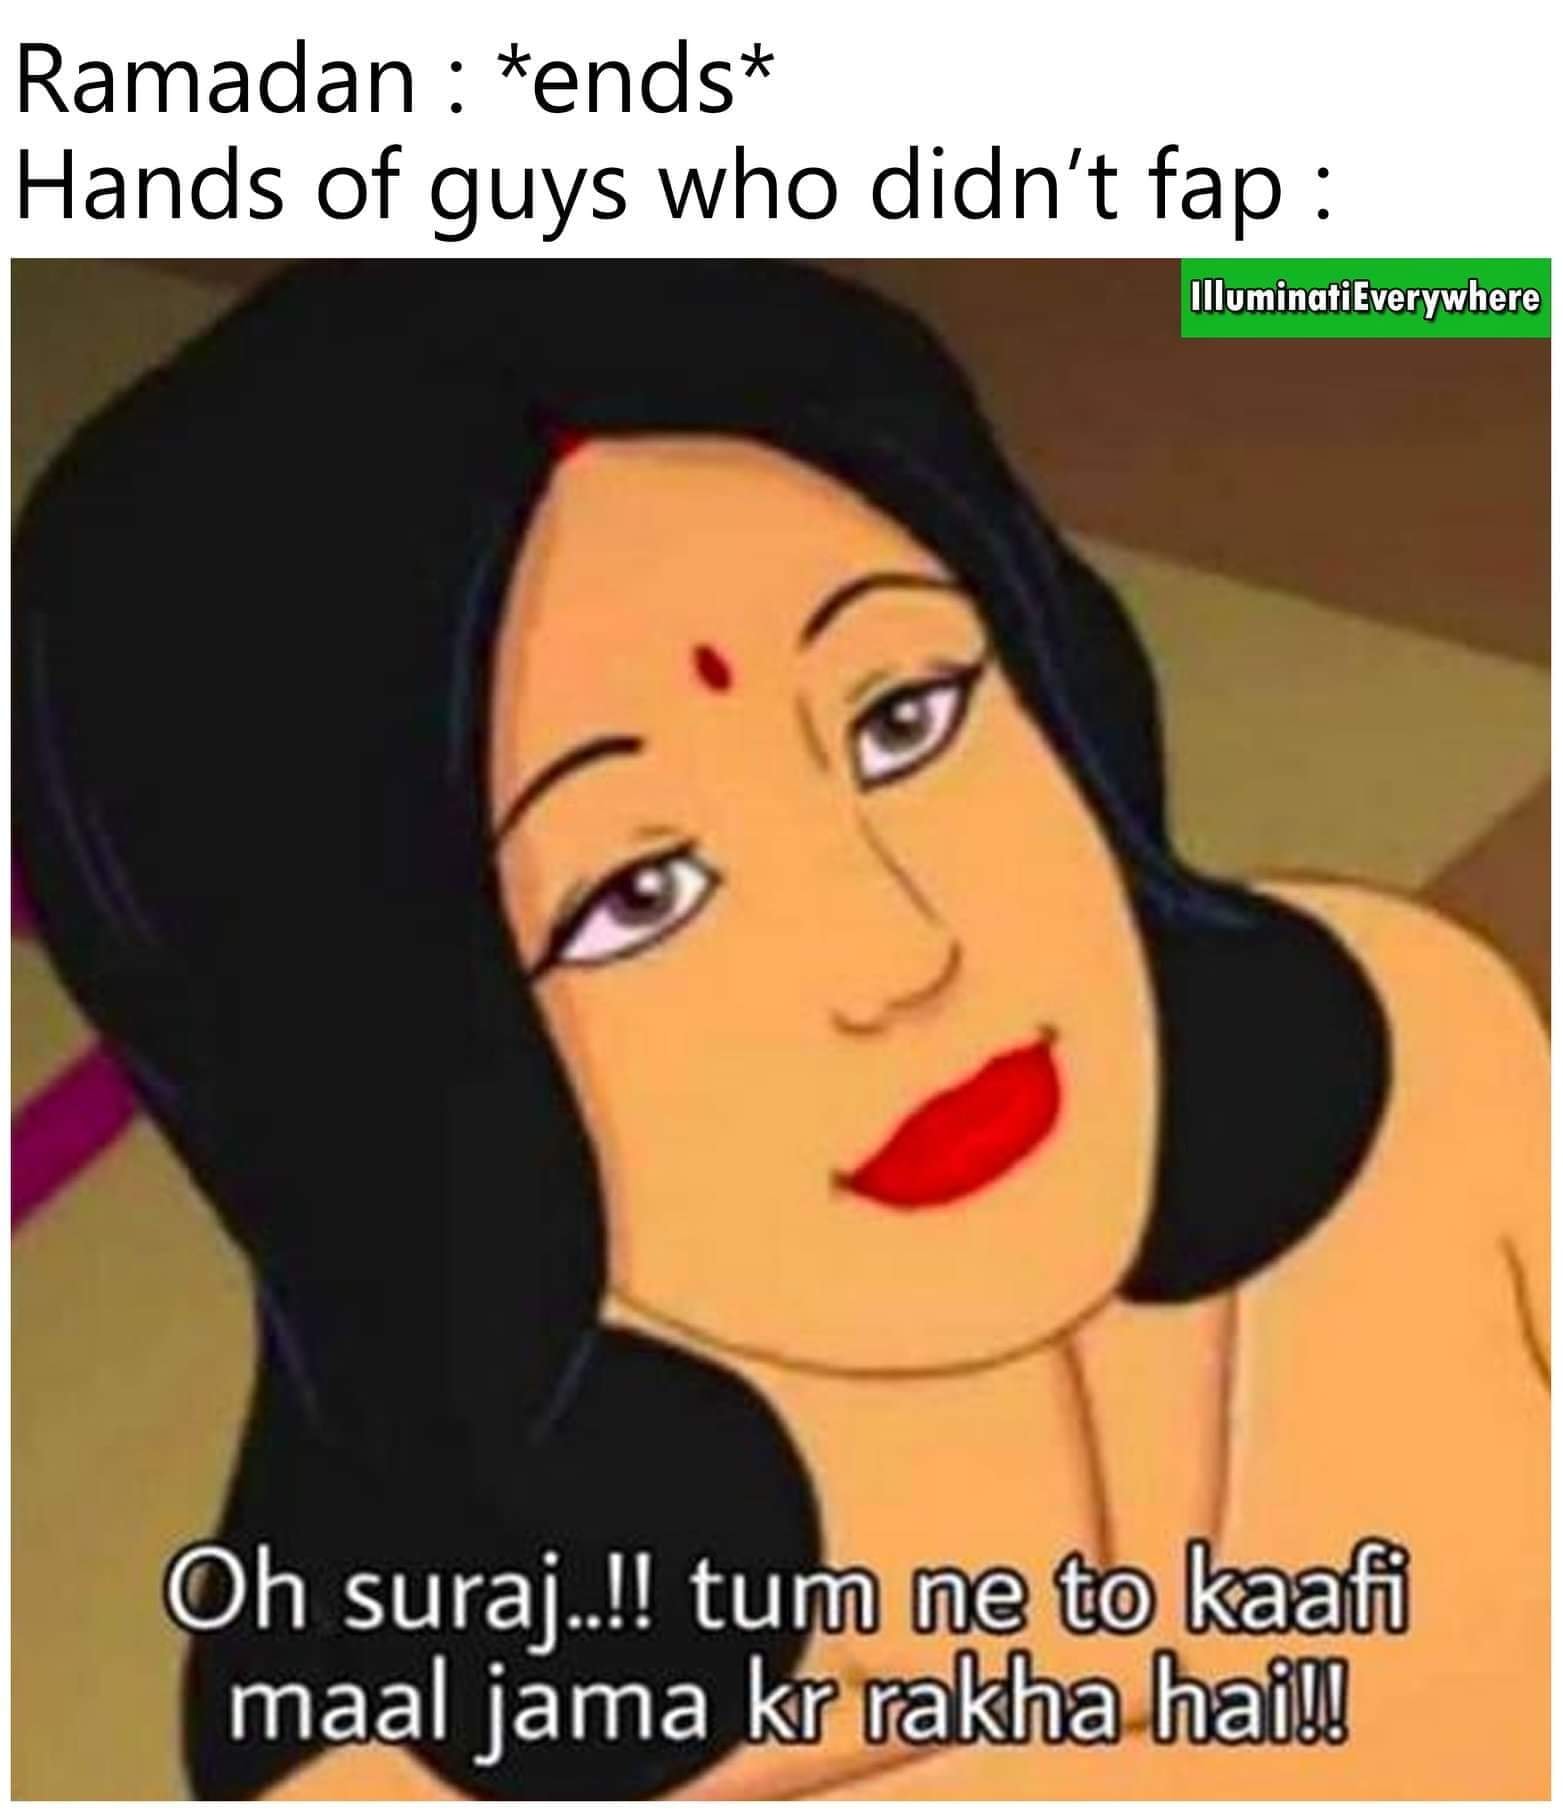 Ramadan : *ends*
Hands of guys who didn’t fap :
IlluminatiEverywhere
Oh suraj..!! tum ne to kaafi
maal jama kr rakha hai!!